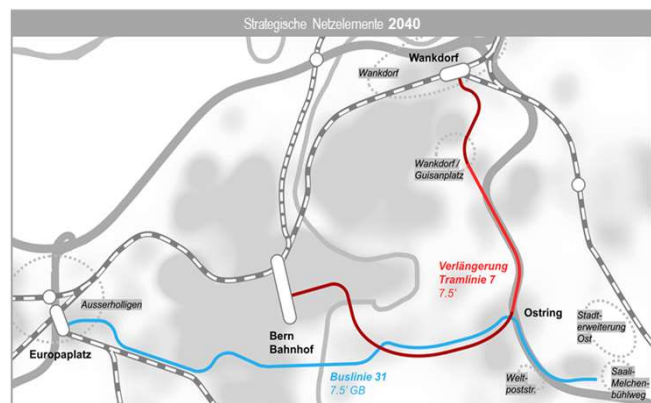 Strategische Netzelemente 2040
Wankdorf
Wankdorf
Wankdorf /
Guisanplatz
Verlängerung
Tramlinie 7
7.5'
Ausserholligen
Ostring
Stadt-
erweiterung
Ost
Europaplatz
Bern
Bahnhof
Buslinie 31
7.5' GB
Welt-
poststr.
Saali-
Melchen-
bühlweg